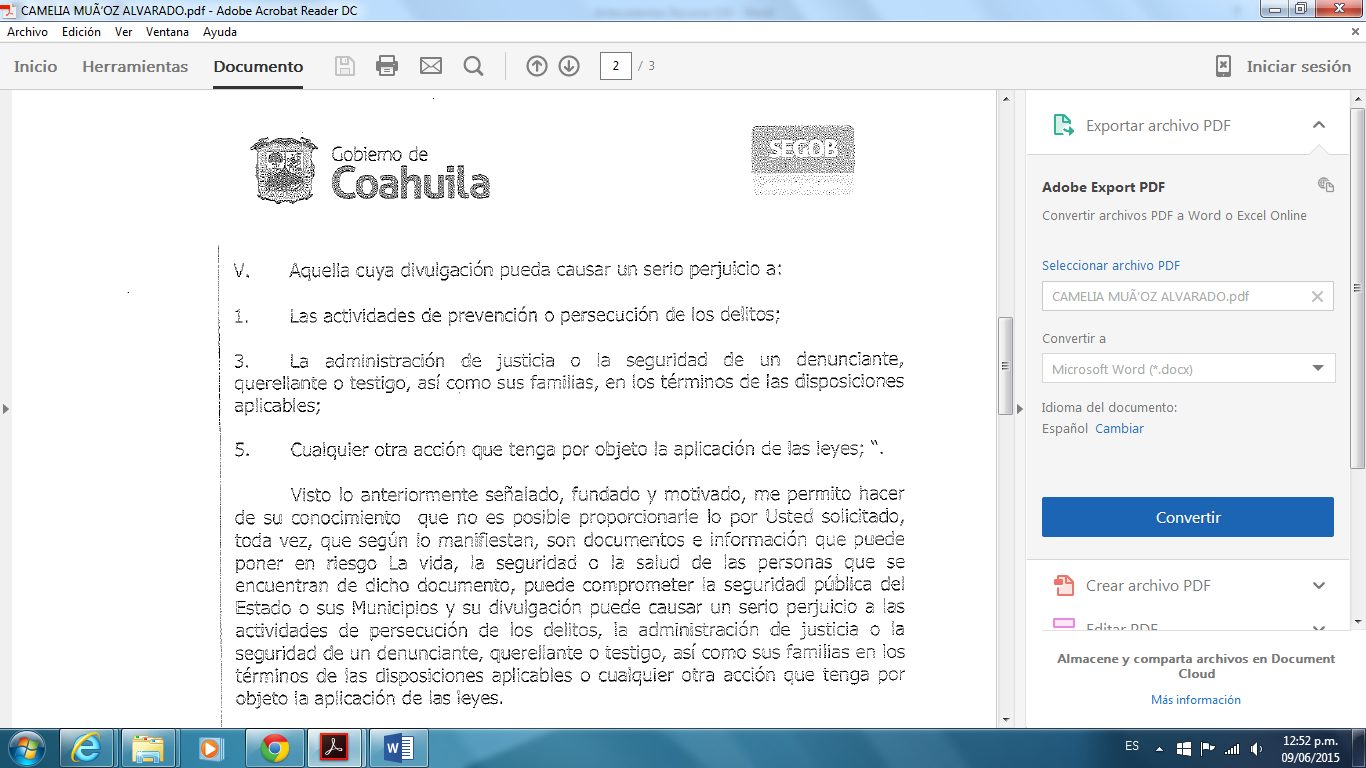 CAMELIA MUÃ'OZ ALVARADO.pdf - Adobe Acrobat Reader DC
Archivo Edición Ver Ventana Ayuda
Inicio Herramientas Documento 2 / 3 Iniciar sesión
Gobierno de
Coahuila
SEGOB
V. Aquella cuya divulgación pueda causar un serio perjuicio a:
1. Las actividades de prevención o persecución de los delitos;
3. La administración de justicia o la seguridad de un denunciante,
querellante o testigo, así como sus familias, en los términos de las disposiciones
aplicables;
5. Cualquier otra acción que tenga por objeto la aplicación de las leyes; “.
Visto lo anteriormente señalado, fundado y motivado, me permito hacer
de su conocimiento que no es posible proporcionarle lo por Usted solicitado,
toda vez, que según lo manifiestan, son documentos e información que puede
poner en riesgo La vida, la seguridad o la salud de las personas que se
encuentran de dicho documento, puede comprometer la seguridad pública del
Estado o sus Municipios y su divulgación puede causar un serio perjuicio a las
actividades de persecución de los delitos, la administración de justicia o la
seguridad de un denunciante, querellante o testigo, así como sus familias en los
términos de las disposiciones aplicables o cualquier otra acción que tenga por
objeto la aplicación de las leyes.
Exportar archivo PDF
Adobe Export PDF
Convertir archivos PDF a Word o Excel Online
Seleccionar archivo PDF
CAMELIA MUÃ'OZ ALVARADO.pdf
Convertir a
Microsoft Word (*.docx)
Idioma del documento:
Español Cambiar
Convertir
Crear archivo PDF
Editar PDF
Almacene y comparta archivos en Document
Cloud
Más información
ES
12:52 p.m.
09/06/2015